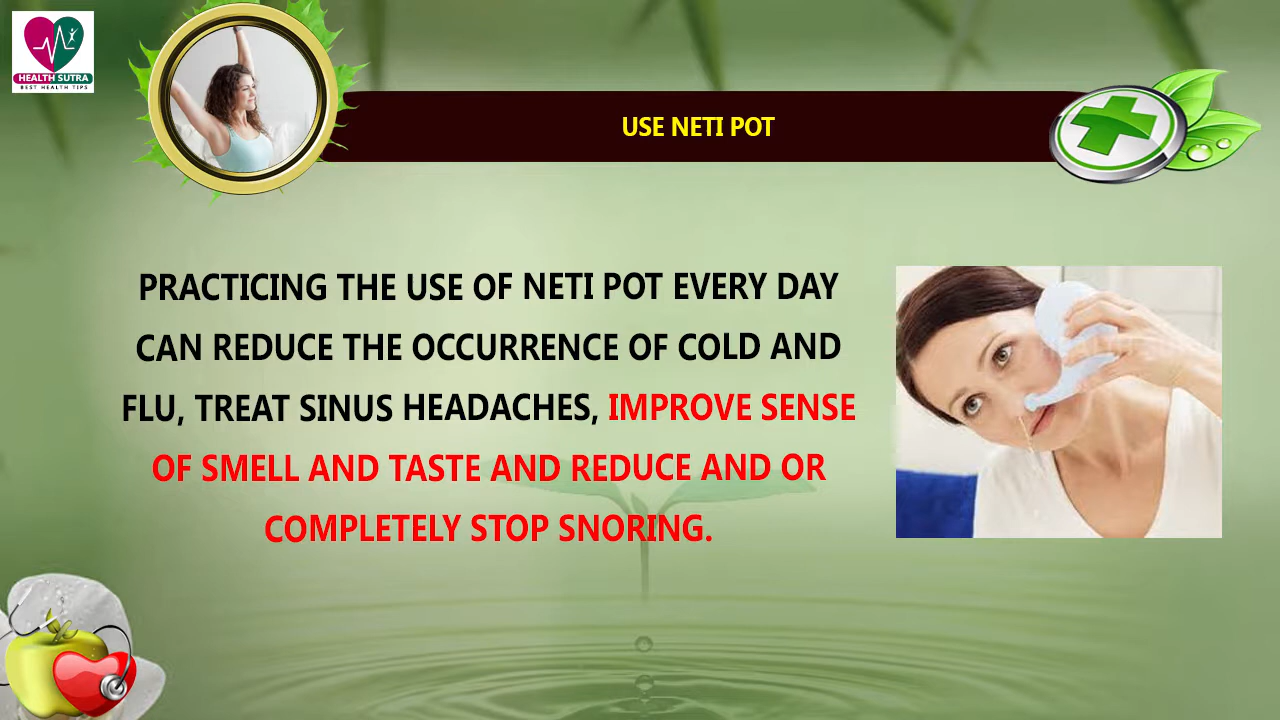 HEALTH SUTRA
BEST HEALTH TIPS
USE NETI POT
PRACTICING THE USE OF NETI POT EVERY DAY
CAN REDUCE THE OCCURRENCE OF COLD AND
FLU, TREAT SINUS HEADACHES, IMPROVE SENSE
OF SMELL AND TASTE AND REDUCE AND OR
COMPLETELY STOP SNORING.